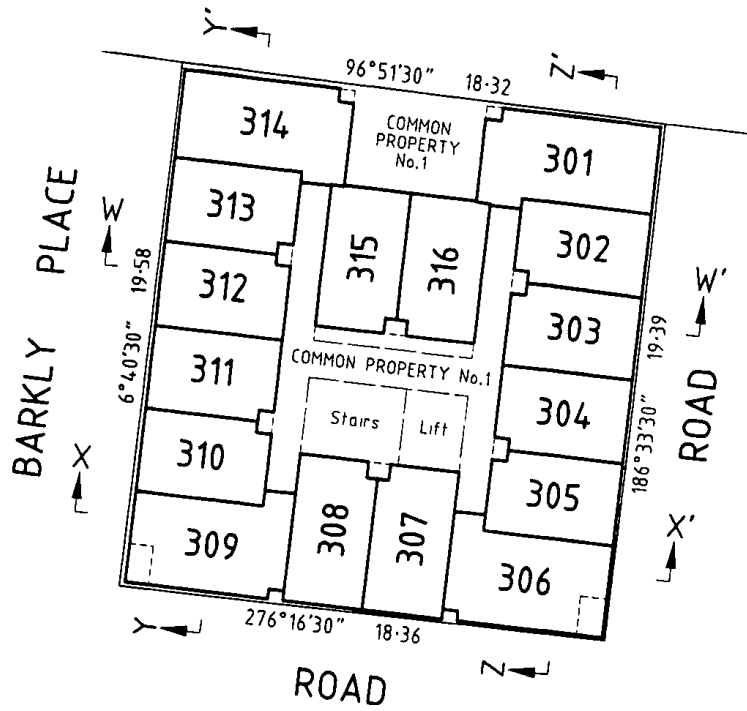 Y'
96°51'30" 18·32
Z'
314
COMMON
PROPERTY
No.1
301
BARKLY PLACE
W
313
302
315
316
19·58
312
W'
303
19·39
6°40'30"
311
COMMON PROPERTY No.1
304
ROAD
Stairs
Lift
186°33'30"
X
310
305
309
308
307
X'
306
Y
276°16'30" 18·36
Z
ROAD